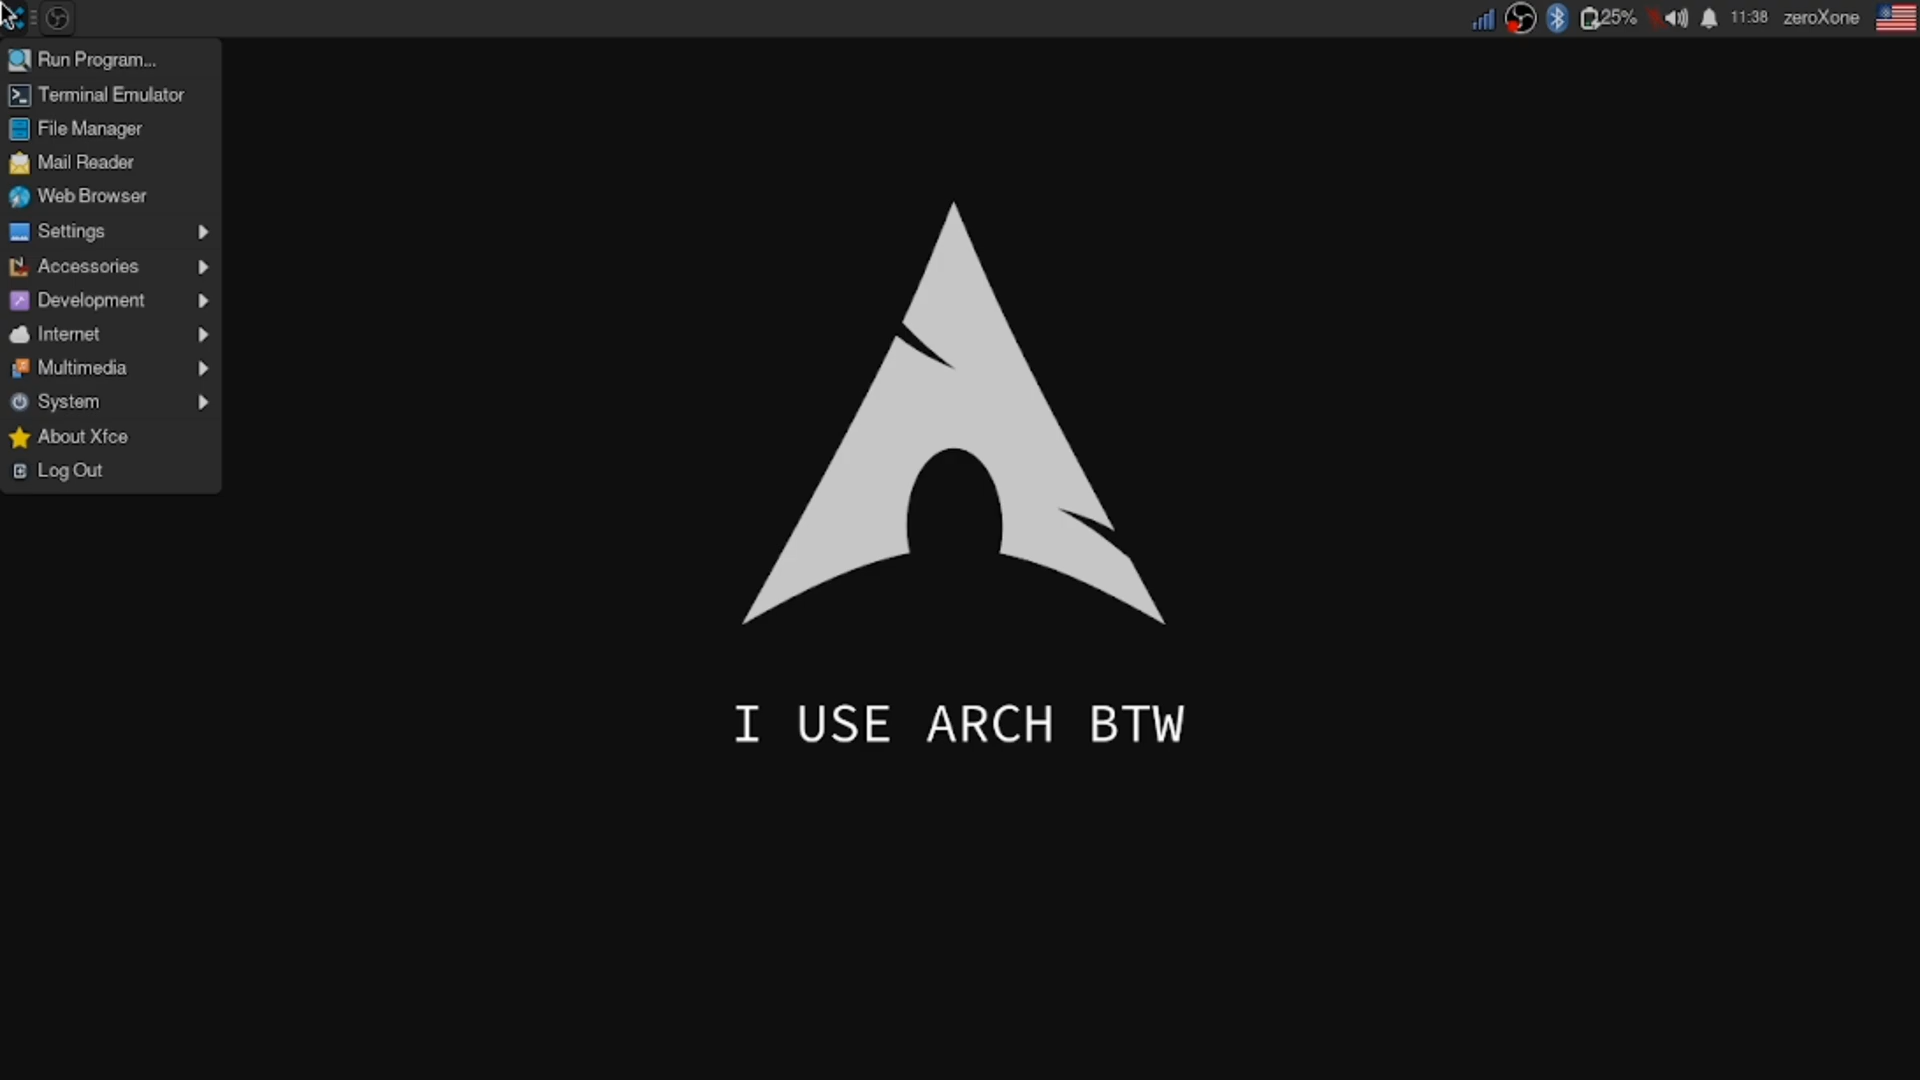 25%
11:38
zeroXone
Run Program...
Terminal Emulator
File Manager
Mail Reader
Web Browser
Settings
Accessories
Development
Internet
Multimedia
System
About Xfce
Log Out
I USE ARCH BTW